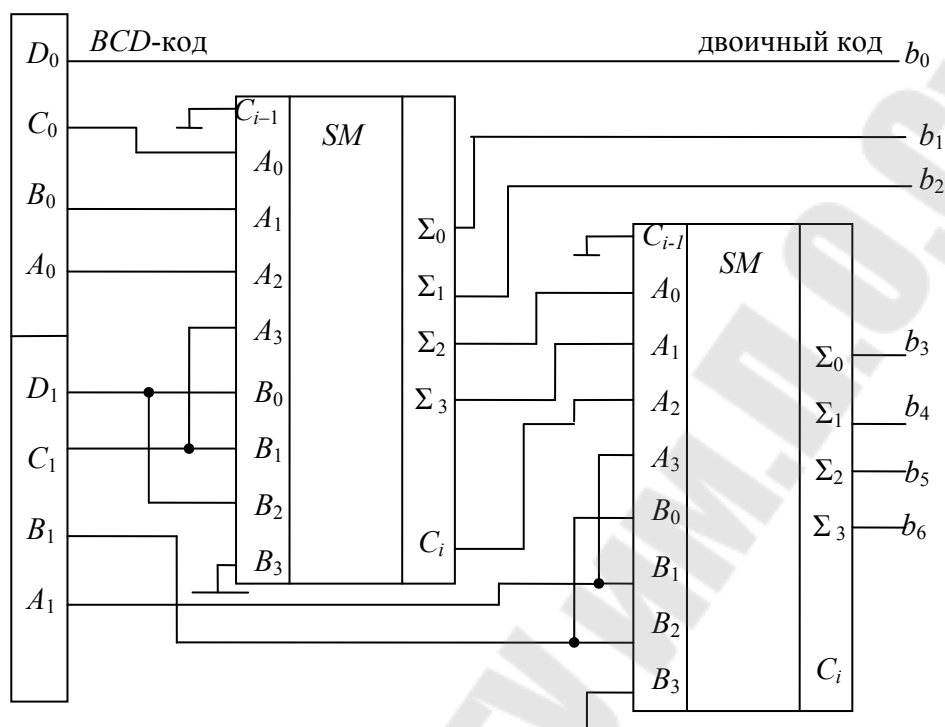 BCD-код
двоичный код
D₀
C₀
B₀
A₀
D₁
C₁
B₁
A₁
Cᵢ₋₁
SM
A₀
A₁
A₂
A₃
B₀
B₁
B₂
B₃
Σ₀
Σ₁
Σ₂
Σ₃
Cᵢ
Cᵢ₋₁
SM
A₀
A₁
A₂
A₃
B₀
B₁
B₂
B₃
Σ₀
Σ₁
Σ₂
Σ₃
Cᵢ
b₀
b₁
b₂
b₃
b₄
b₅
b₆